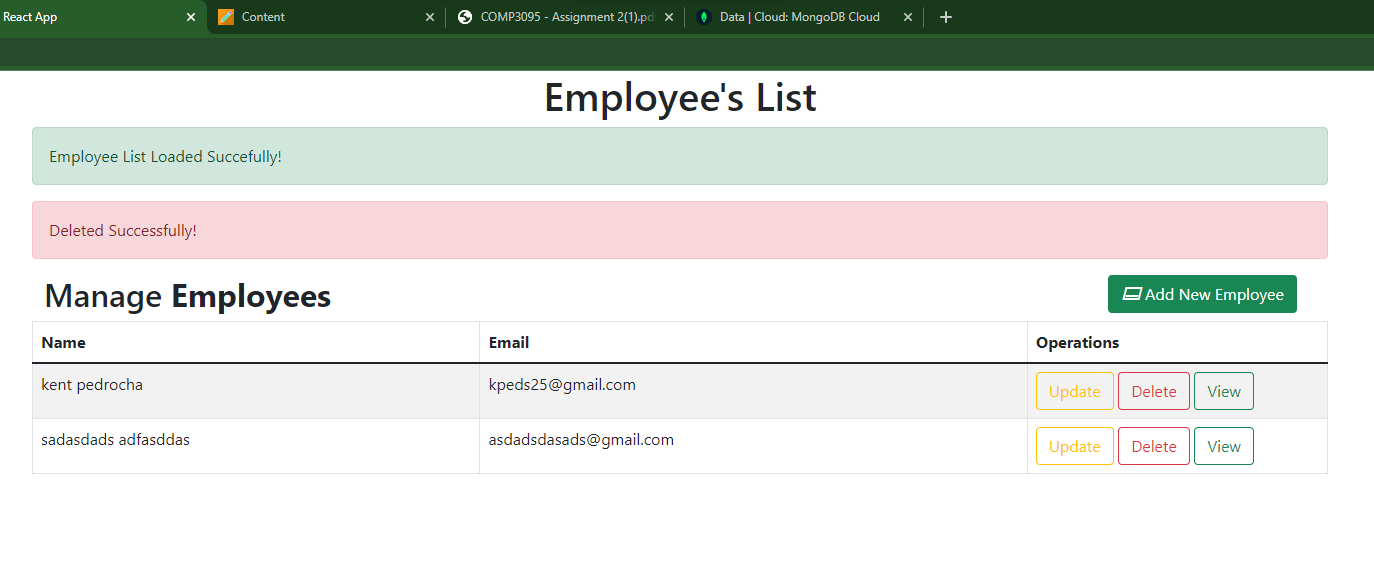 React App
Content
COMP3095 - Assignment 2(1).pd
Data | Cloud: MongoDB Cloud
Employee's List
Employee List Loaded Succefully!
Deleted Successfully!
Manage Employees
Add New Employee
Name Email Operations
kent pedrocha kpeds25@gmail.com Update Delete View
sadasdads adfasddas asdadsdasads@gmail.com Update Delete View